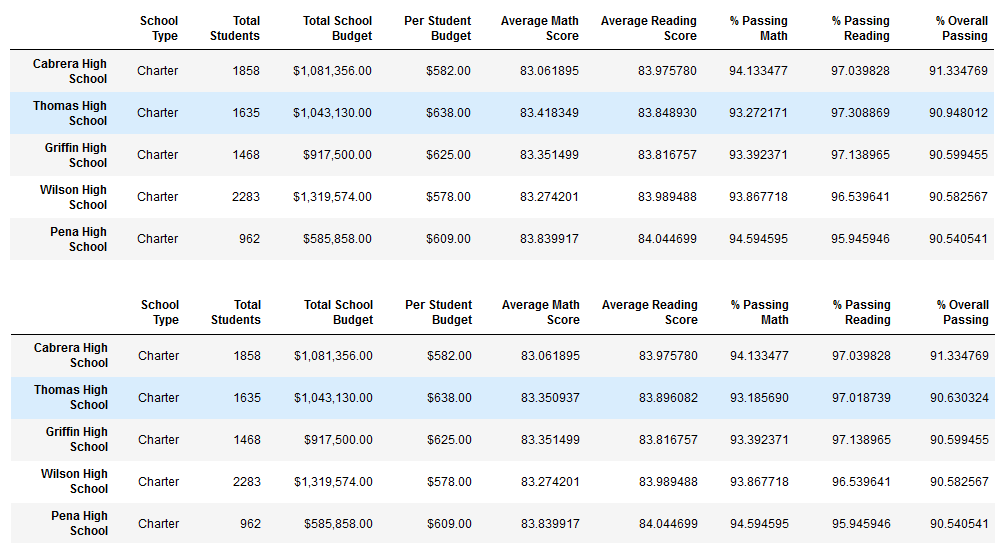 School Type Total Students Total School Budget Per Student Budget Average Math Score Average Reading Score % Passing Math % Passing Reading % Overall Passing
Cabrera High School Charter 1858 $1,081,356.00 $582.00 83.061895 83.975780 94.133477 97.039828 91.334769
Thomas High School Charter 1635 $1,043,130.00 $638.00 83.418349 83.848930 93.272171 97.308869 90.948012
Griffin High School Charter 1468 $917,500.00 $625.00 83.351499 83.816757 93.392371 97.138965 90.599455
Wilson High School Charter 2283 $1,319,574.00 $578.00 83.274201 83.989488 93.867718 96.539641 90.582567
Pena High School Charter 962 $585,858.00 $609.00 83.839917 84.044699 94.594595 95.945946 90.540541
School Type Total Students Total School Budget Per Student Budget Average Math Score Average Reading Score % Passing Math % Passing Reading % Overall Passing
Cabrera High School Charter 1858 $1,081,356.00 $582.00 83.061895 83.975780 94.133477 97.039828 91.334769
Thomas High School Charter 1635 $1,043,130.00 $638.00 83.350937 83.896082 93.185690 97.018739 90.630324
Griffin High School Charter 1468 $917,500.00 $625.00 83.351499 83.816757 93.392371 97.138965 90.599455
Wilson High School Charter 2283 $1,319,574.00 $578.00 83.274201 83.989488 93.867718 96.539641 90.582567
Pena High School Charter 962 $585,858.00 $609.00 83.839917 84.044699 94.594595 95.945946 90.540541